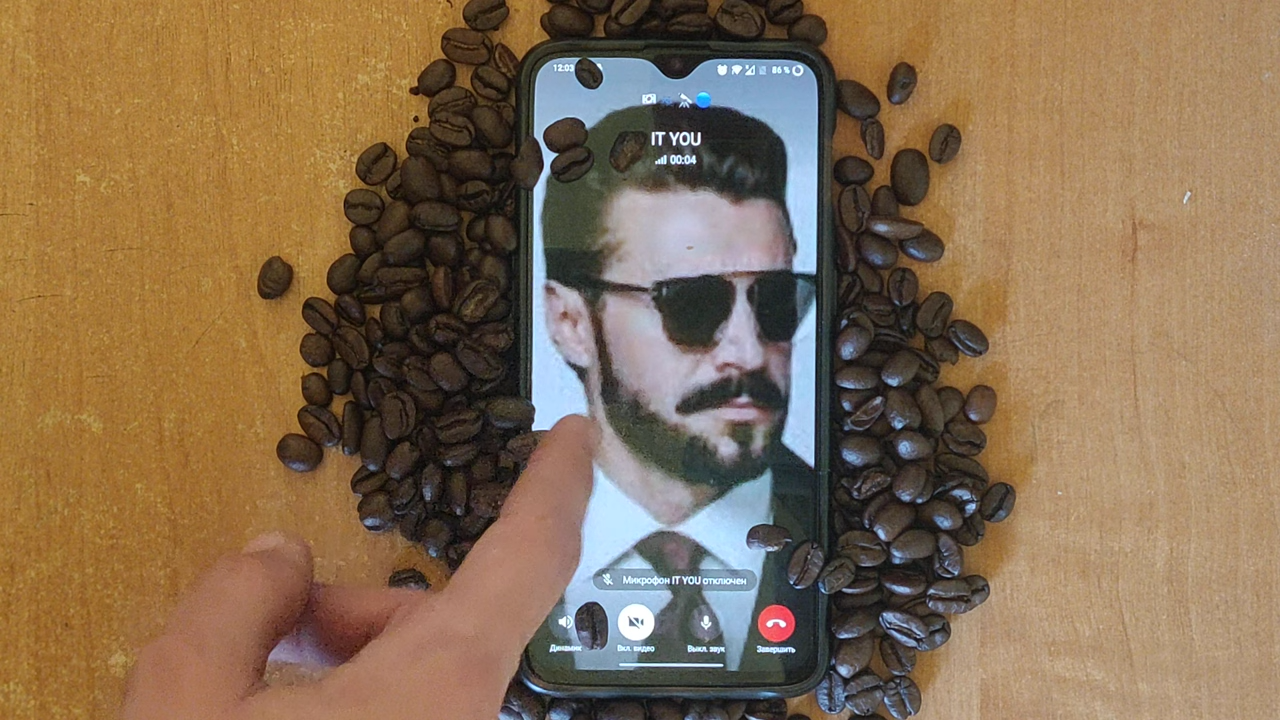 12:03
86 %
IT YOU
00:04
Микрофон IT YOU отключен
Динамик
Вкл. видео
Выкл. звук
Завершить